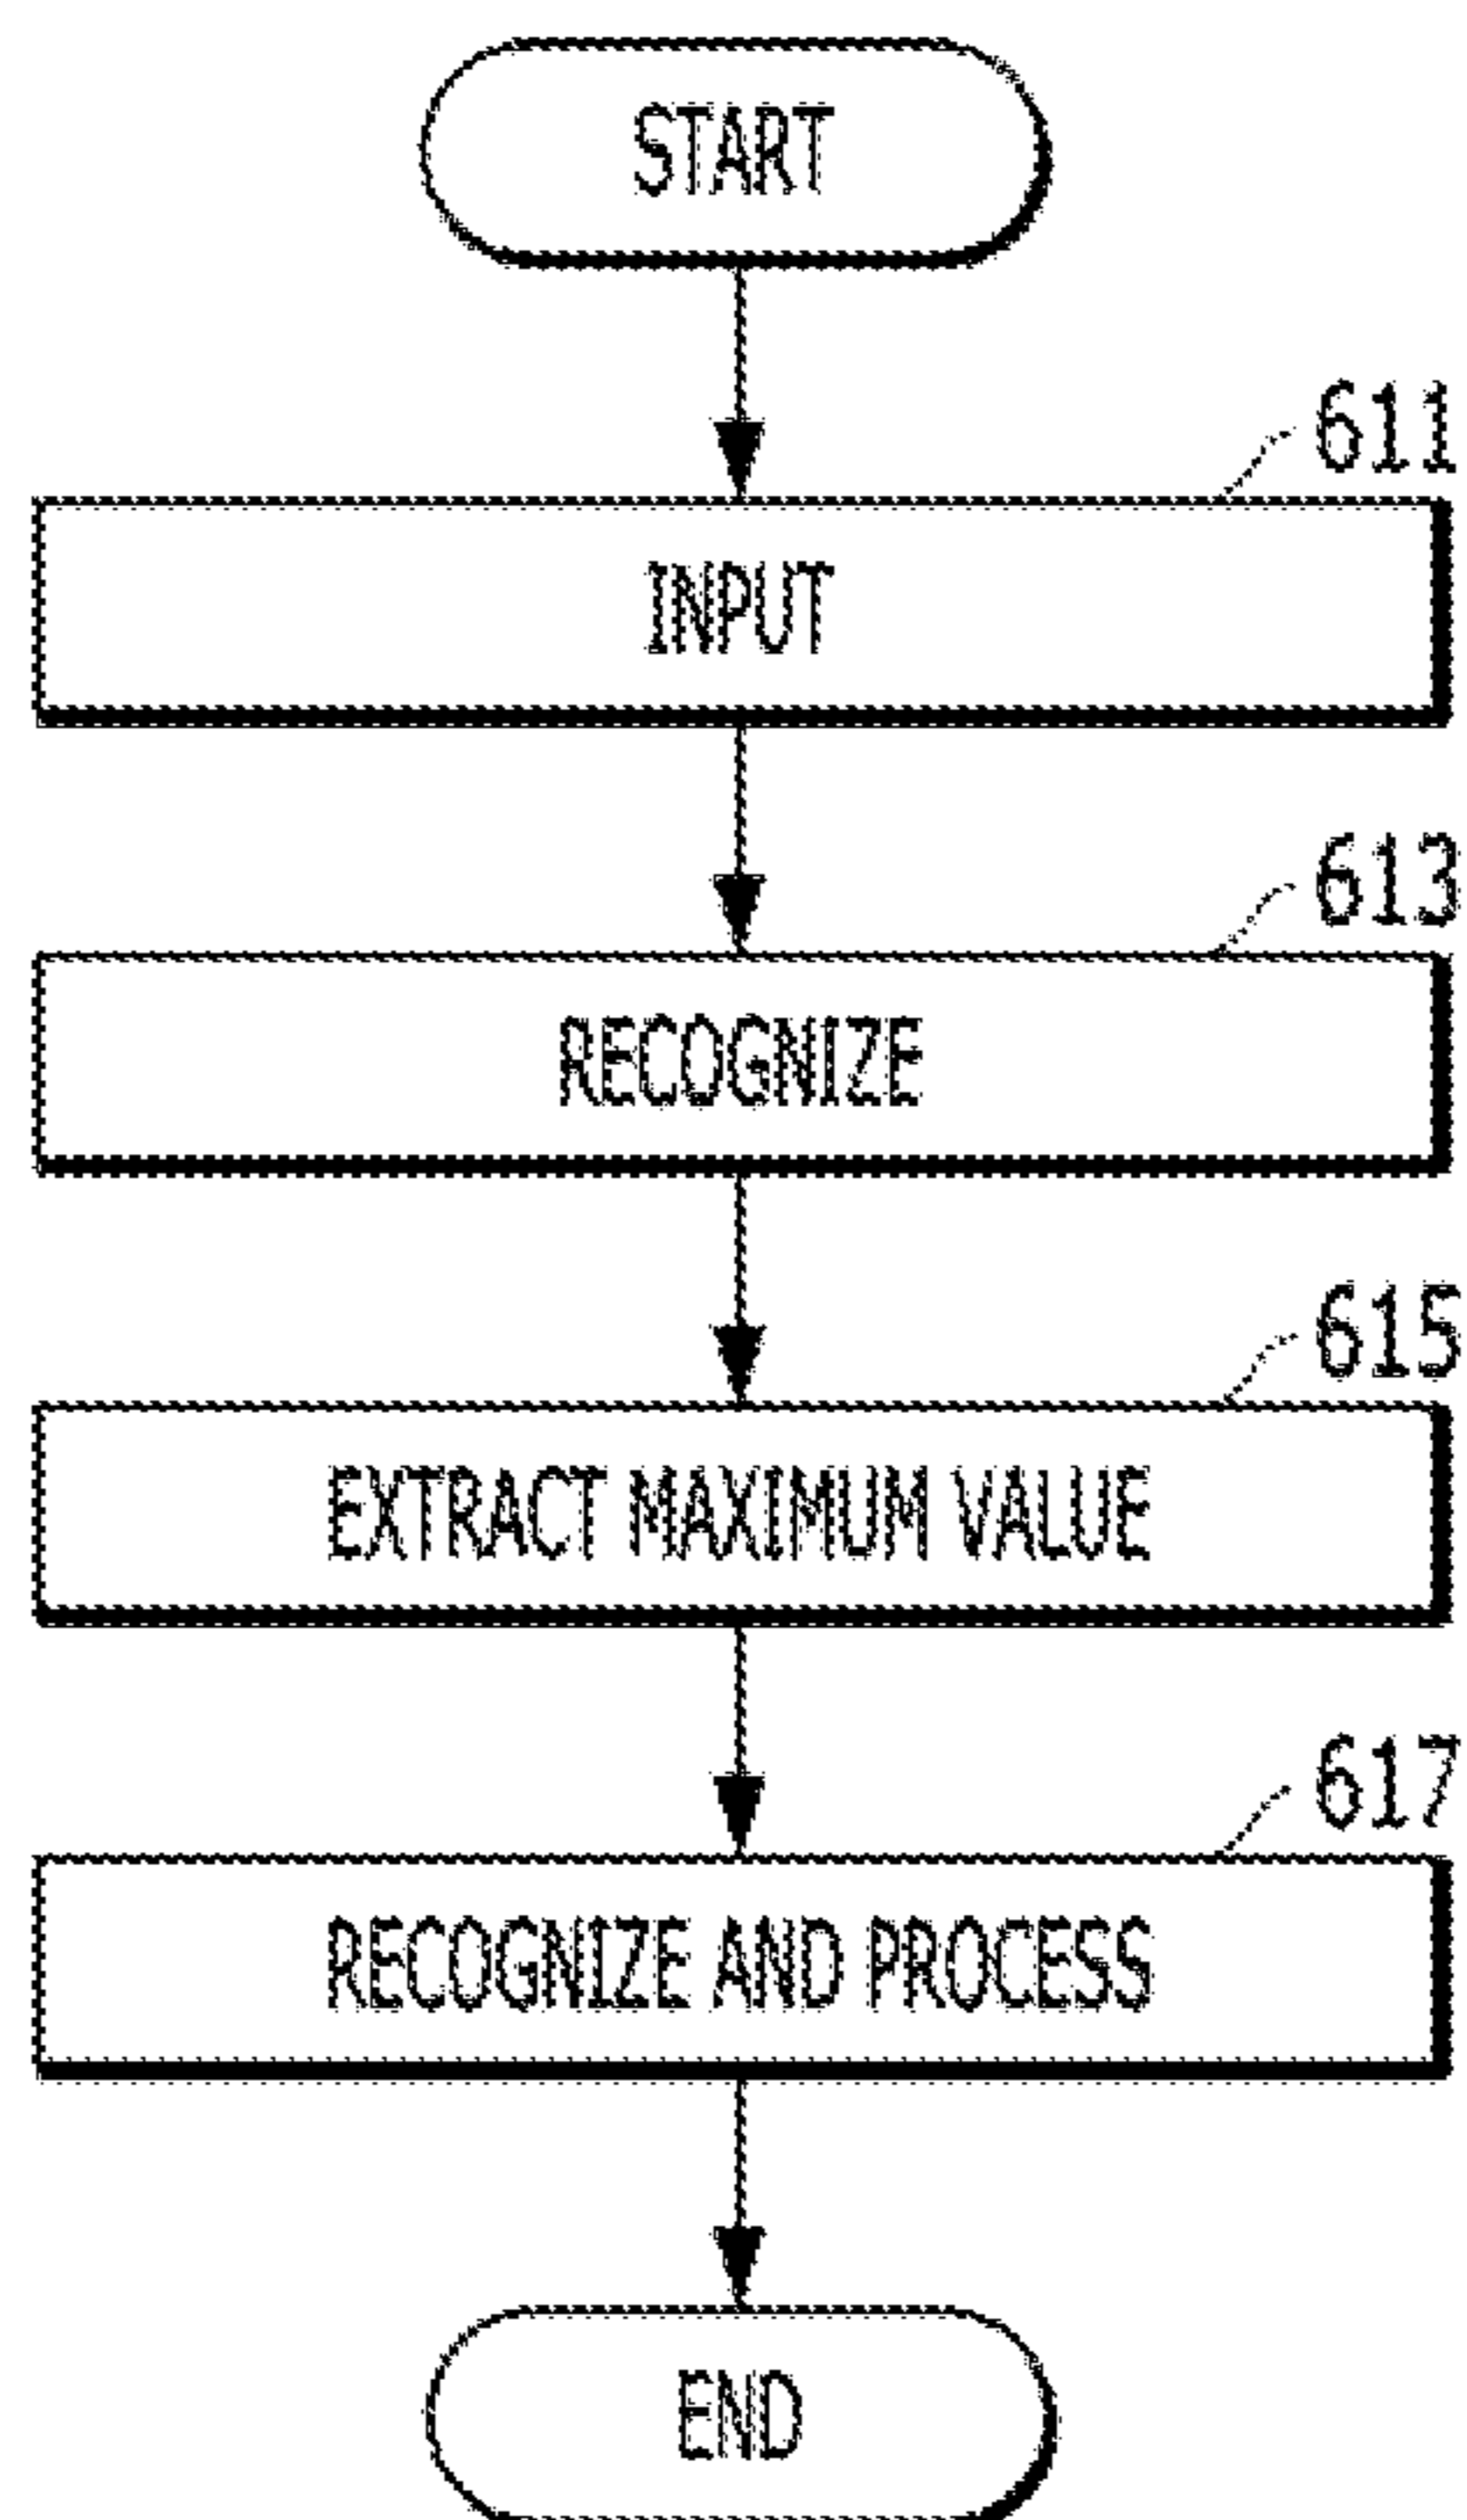 START
611
INPUT
613
RECOGNIZE
615
EXTRACT MAXIMUM VALUE
617
RECOGNIZE AND PROCESS
END